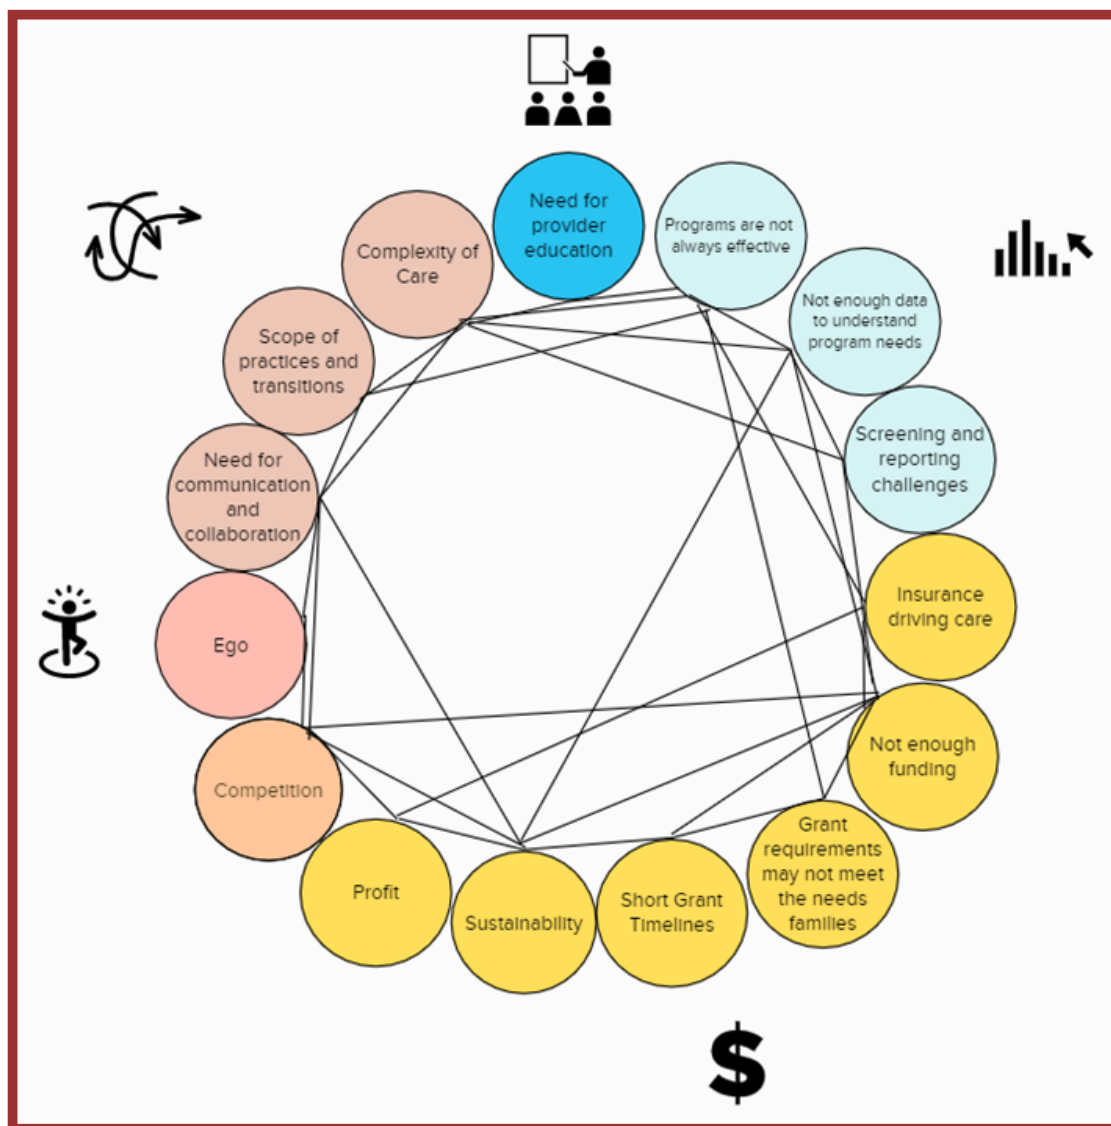 Need for
provider
education
Programs are not
always effective
Not enough data
to understand
program needs
Screening and
reporting
challenges
Insurance
driving care
Not enough
funding
Grant
requirements
may not meet
the needs
families
Short Grant
Timelines
Sustainability
Profit
Competition
Ego
Need for
communication
and
collaboration
Scope of
practices and
transitions
Complexity of
Care
$